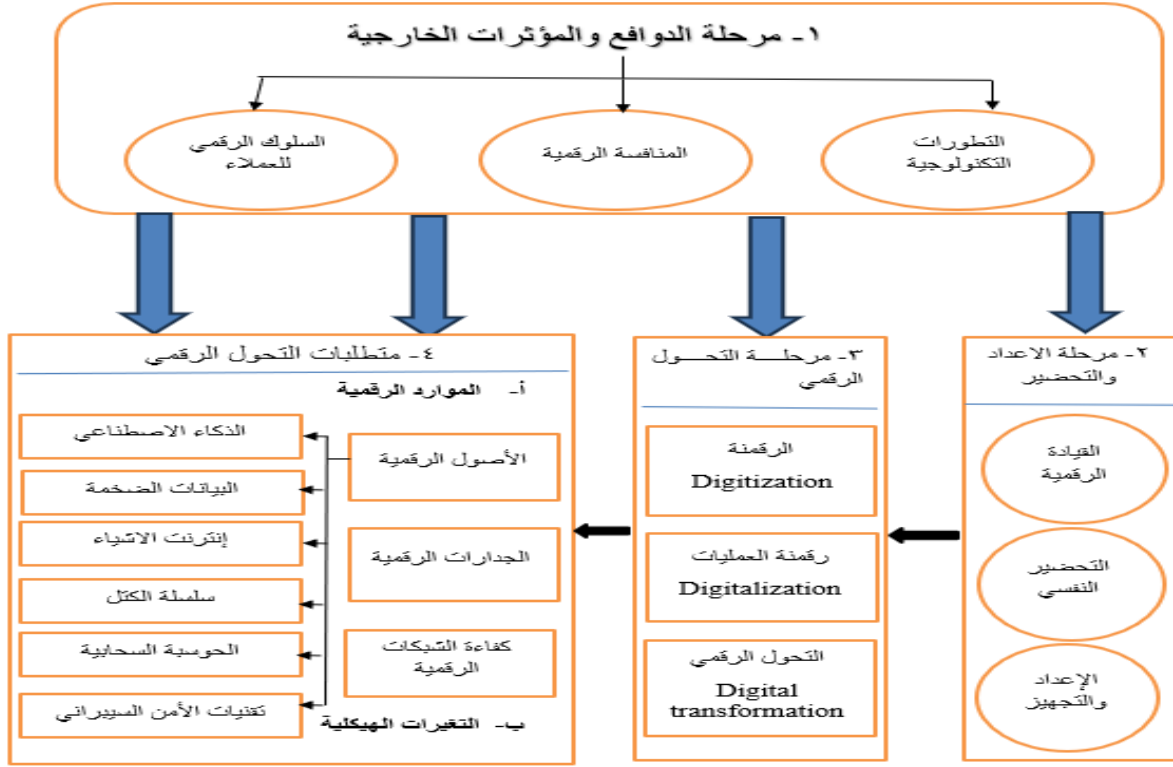 ١- مرحلة الدوافع والمؤثرات الخارجية
التطورات
التكنولوجية
المنافسة الرقمية
السلوك الرقمي
للعملاء
٢- مرحلة الاعداد
والتحضير
القيادة
الرقمية
التحضير
النفسي
الإعداد
والتجهيز
٣- مرحلـــة التحـــول
الرقمي
الرقمنة
Digitization
رقمنة العمليات
Digitalization
التحول الرقمي
Digital
transformation
٤- متطلبات التحول الرقمي
أ- الموارد الرقمية
الأصول الرقمية
الجدارات الرقمية
كفاءة الشبكات
الرقمية
الذكاء الاصطناعي
البيانات الضخمة
إنترنت الاشياء
سلسلة الكتل
الحوسبة السحابية
تقنيات الأمن السيبراني
ب- التغيرات الهيكلية